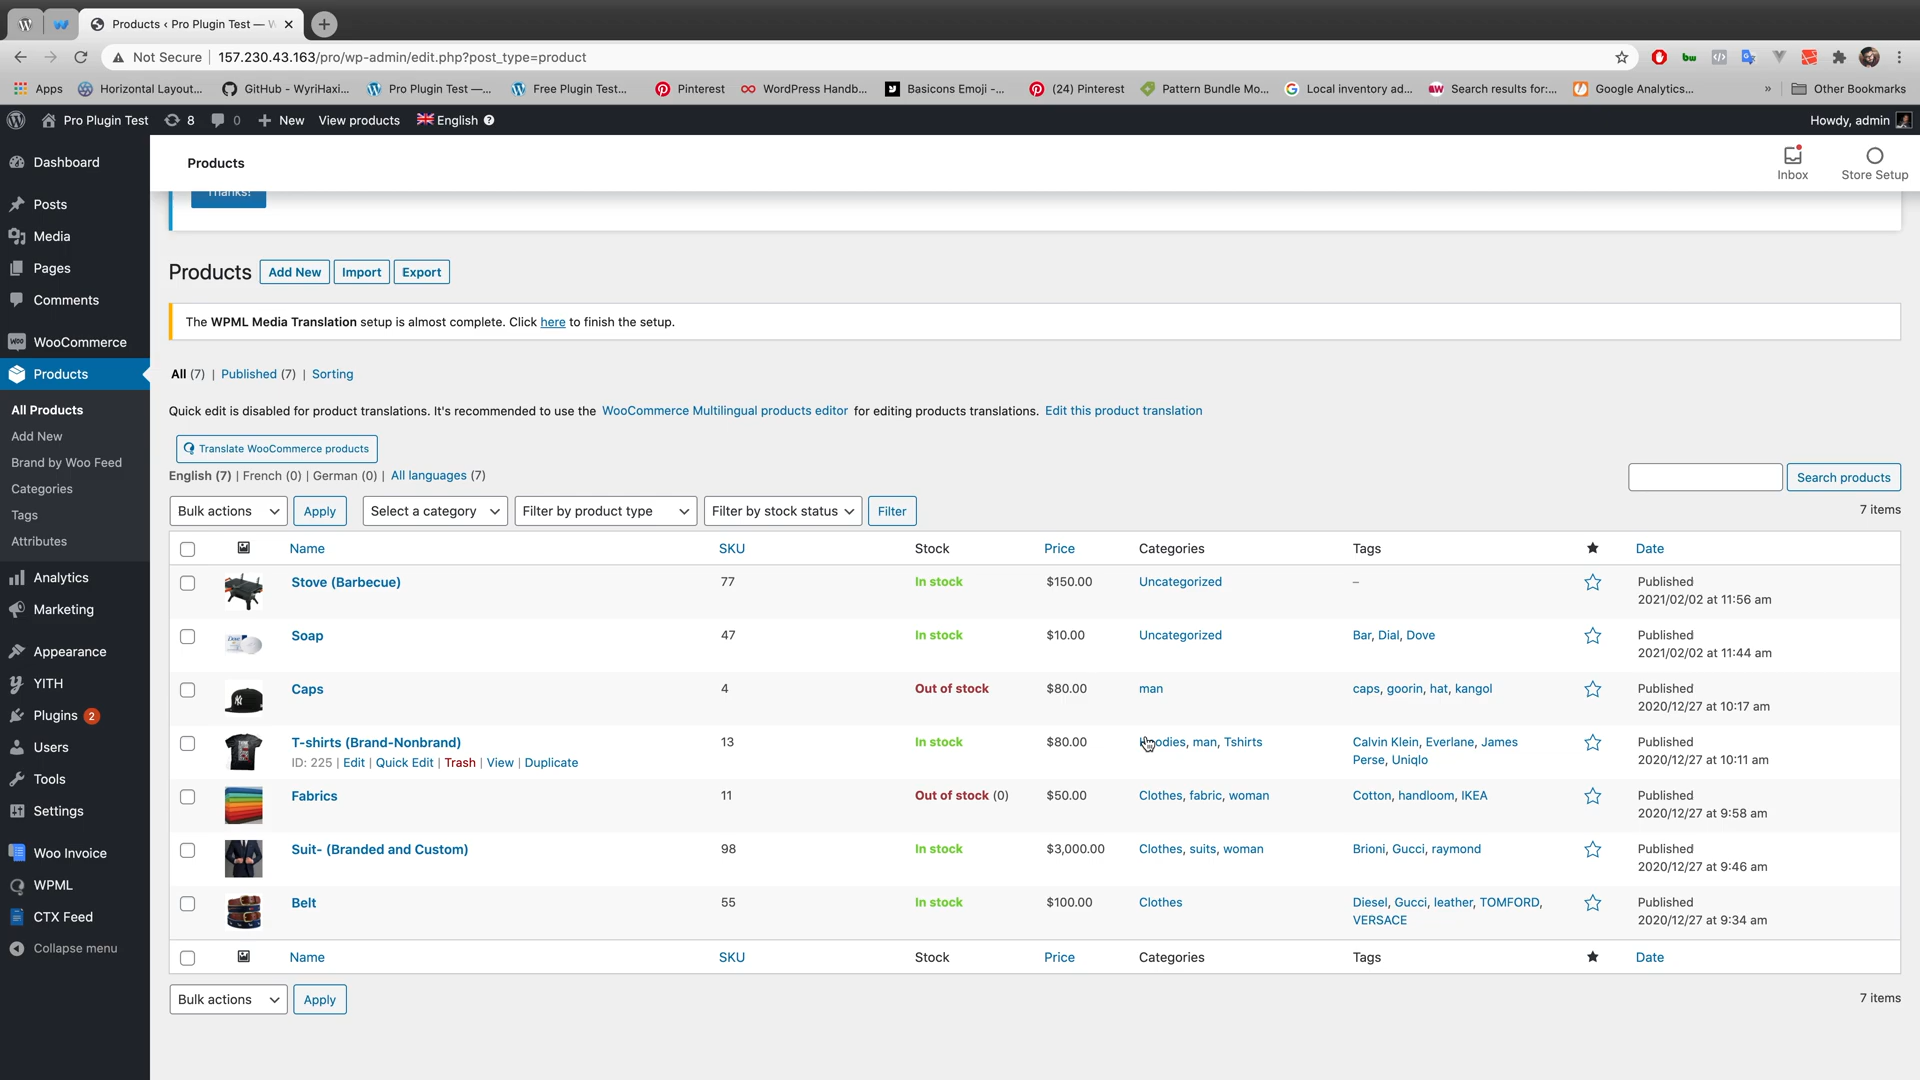 Products ‹ Pro Plugin Test — W
Not Secure
157.230.43.163/pro/wp-admin/edit.php?post_type=product
Apps
Horizontal Layout...
GitHub - WyriHaxi...
Pro Plugin Test —...
Free Plugin Test...
Pinterest
WordPress Handb...
Basicons Emoji -...
(24) Pinterest
Pattern Bundle Mo...
Local inventory ad...
Search results for:...
Google Analytics...
»
Other Bookmarks
Pro Plugin Test
8
0
New
View products
English
Howdy, admin
Dashboard
Posts
Media
Pages
Comments
WooCommerce
Products
All Products
Add New
Brand by Woo Feed
Categories
Tags
Attributes
Analytics
Marketing
Appearance
YITH
Plugins 2
Users
Tools
Settings
Woo Invoice
WPML
CTX Feed
Collapse menu
Products
Inbox
Store Setup
Thanks!
Products
Add New
Import
Export
The WPML Media Translation setup is almost complete. Click here to finish the setup.
All (7) | Published (7) | Sorting
Quick edit is disabled for product translations. It's recommended to use the WooCommerce Multilingual products editor for editing products translations. Edit this product translation
Translate WooCommerce products
English (7) | French (0) | German (0) | All languages (7)
Search products
Bulk actions
Apply
Select a category
Filter by product type
Filter by stock status
Filter
7 items
Name SKU Stock Price Categories Tags Date
Stove (Barbecue) 77 In stock $150.00 Uncategorized – Published
2021/02/02 at 11:56 am
Soap 47 In stock $10.00 Uncategorized Bar, Dial, Dove Published
2021/02/02 at 11:44 am
Caps 4 Out of stock $80.00 man caps, goorin, hat, kangol Published
2020/12/27 at 10:17 am
T-shirts (Brand-Nonbrand) 13 In stock $80.00 man, Tshirts Calvin Klein, Everlane, James Published
ID: 225 | Edit | Quick Edit | Trash | View | Duplicate Perse, Uniqlo 2020/12/27 at 10:11 am
Fabrics 11 Out of stock (0) $50.00 Clothes, fabric, woman Cotton, handloom, IKEA Published
2020/12/27 at 9:58 am
Suit- (Branded and Custom) 98 In stock $3,000.00 Clothes, suits, woman Brioni, Gucci, raymond Published
2020/12/27 at 9:46 am
Belt 55 In stock $100.00 Clothes Diesel, Gucci, leather, TOMFORD, Published
VERSACE 2020/12/27 at 9:34 am
Name SKU Stock Price Categories Tags Date
Bulk actions
Apply
7 items